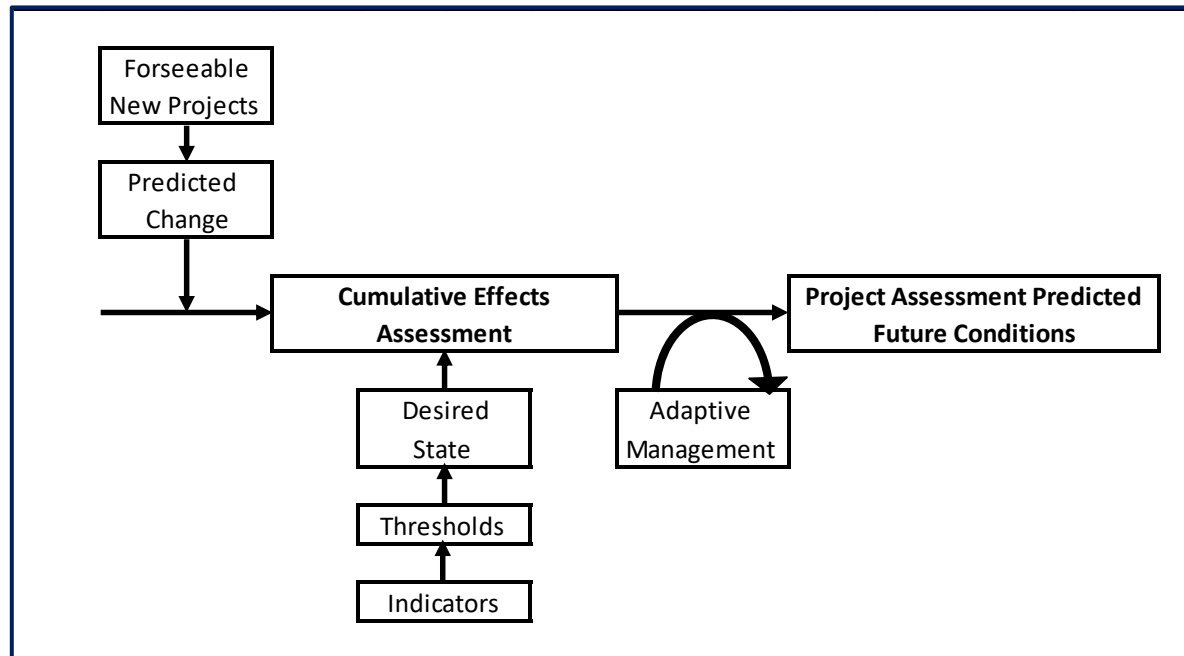 Forseeable
New Projects
Predicted
Change
Cumulative Effects
Assessment
Project Assessment Predicted
Future Conditions
Desired
State
Adaptive
Management
Thresholds
Indicators